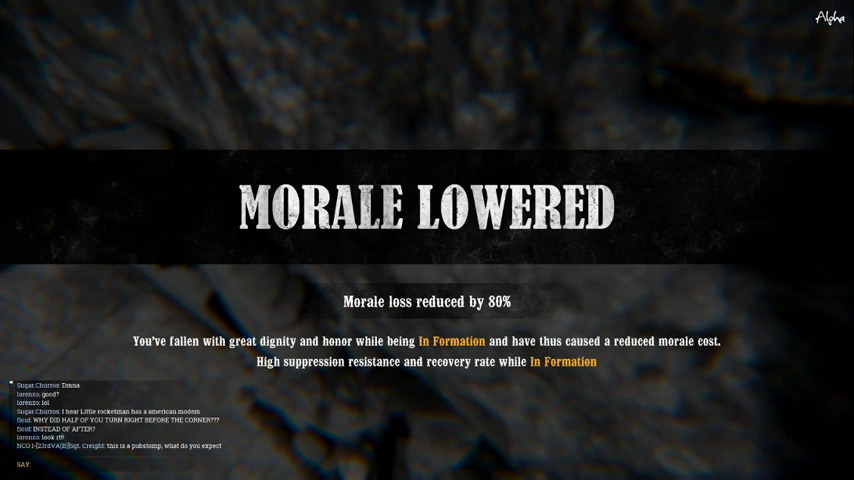 Alpha
MORALE LOWERED
Morale loss reduced by 80%
You've fallen with great dignity and honor while being In Formation and have thus caused a reduced morale cost.
High suppression resistance and recovery rate while In Formation
Sugar.Churros: Dmna
lorenzo: good?
lorenzo: lol
Sugar.Churros: I hear Little rocketman has a american modem
WHY DID HALF OF YOU TURN RIGHT BEFORE THE CORNER???
INSTEAD OF AFTER?
lorenzo: look rl!!
NCO I-[23rdVA(B)]Sgt. Creight: this is a pubstomp, what do you expect
SAY: